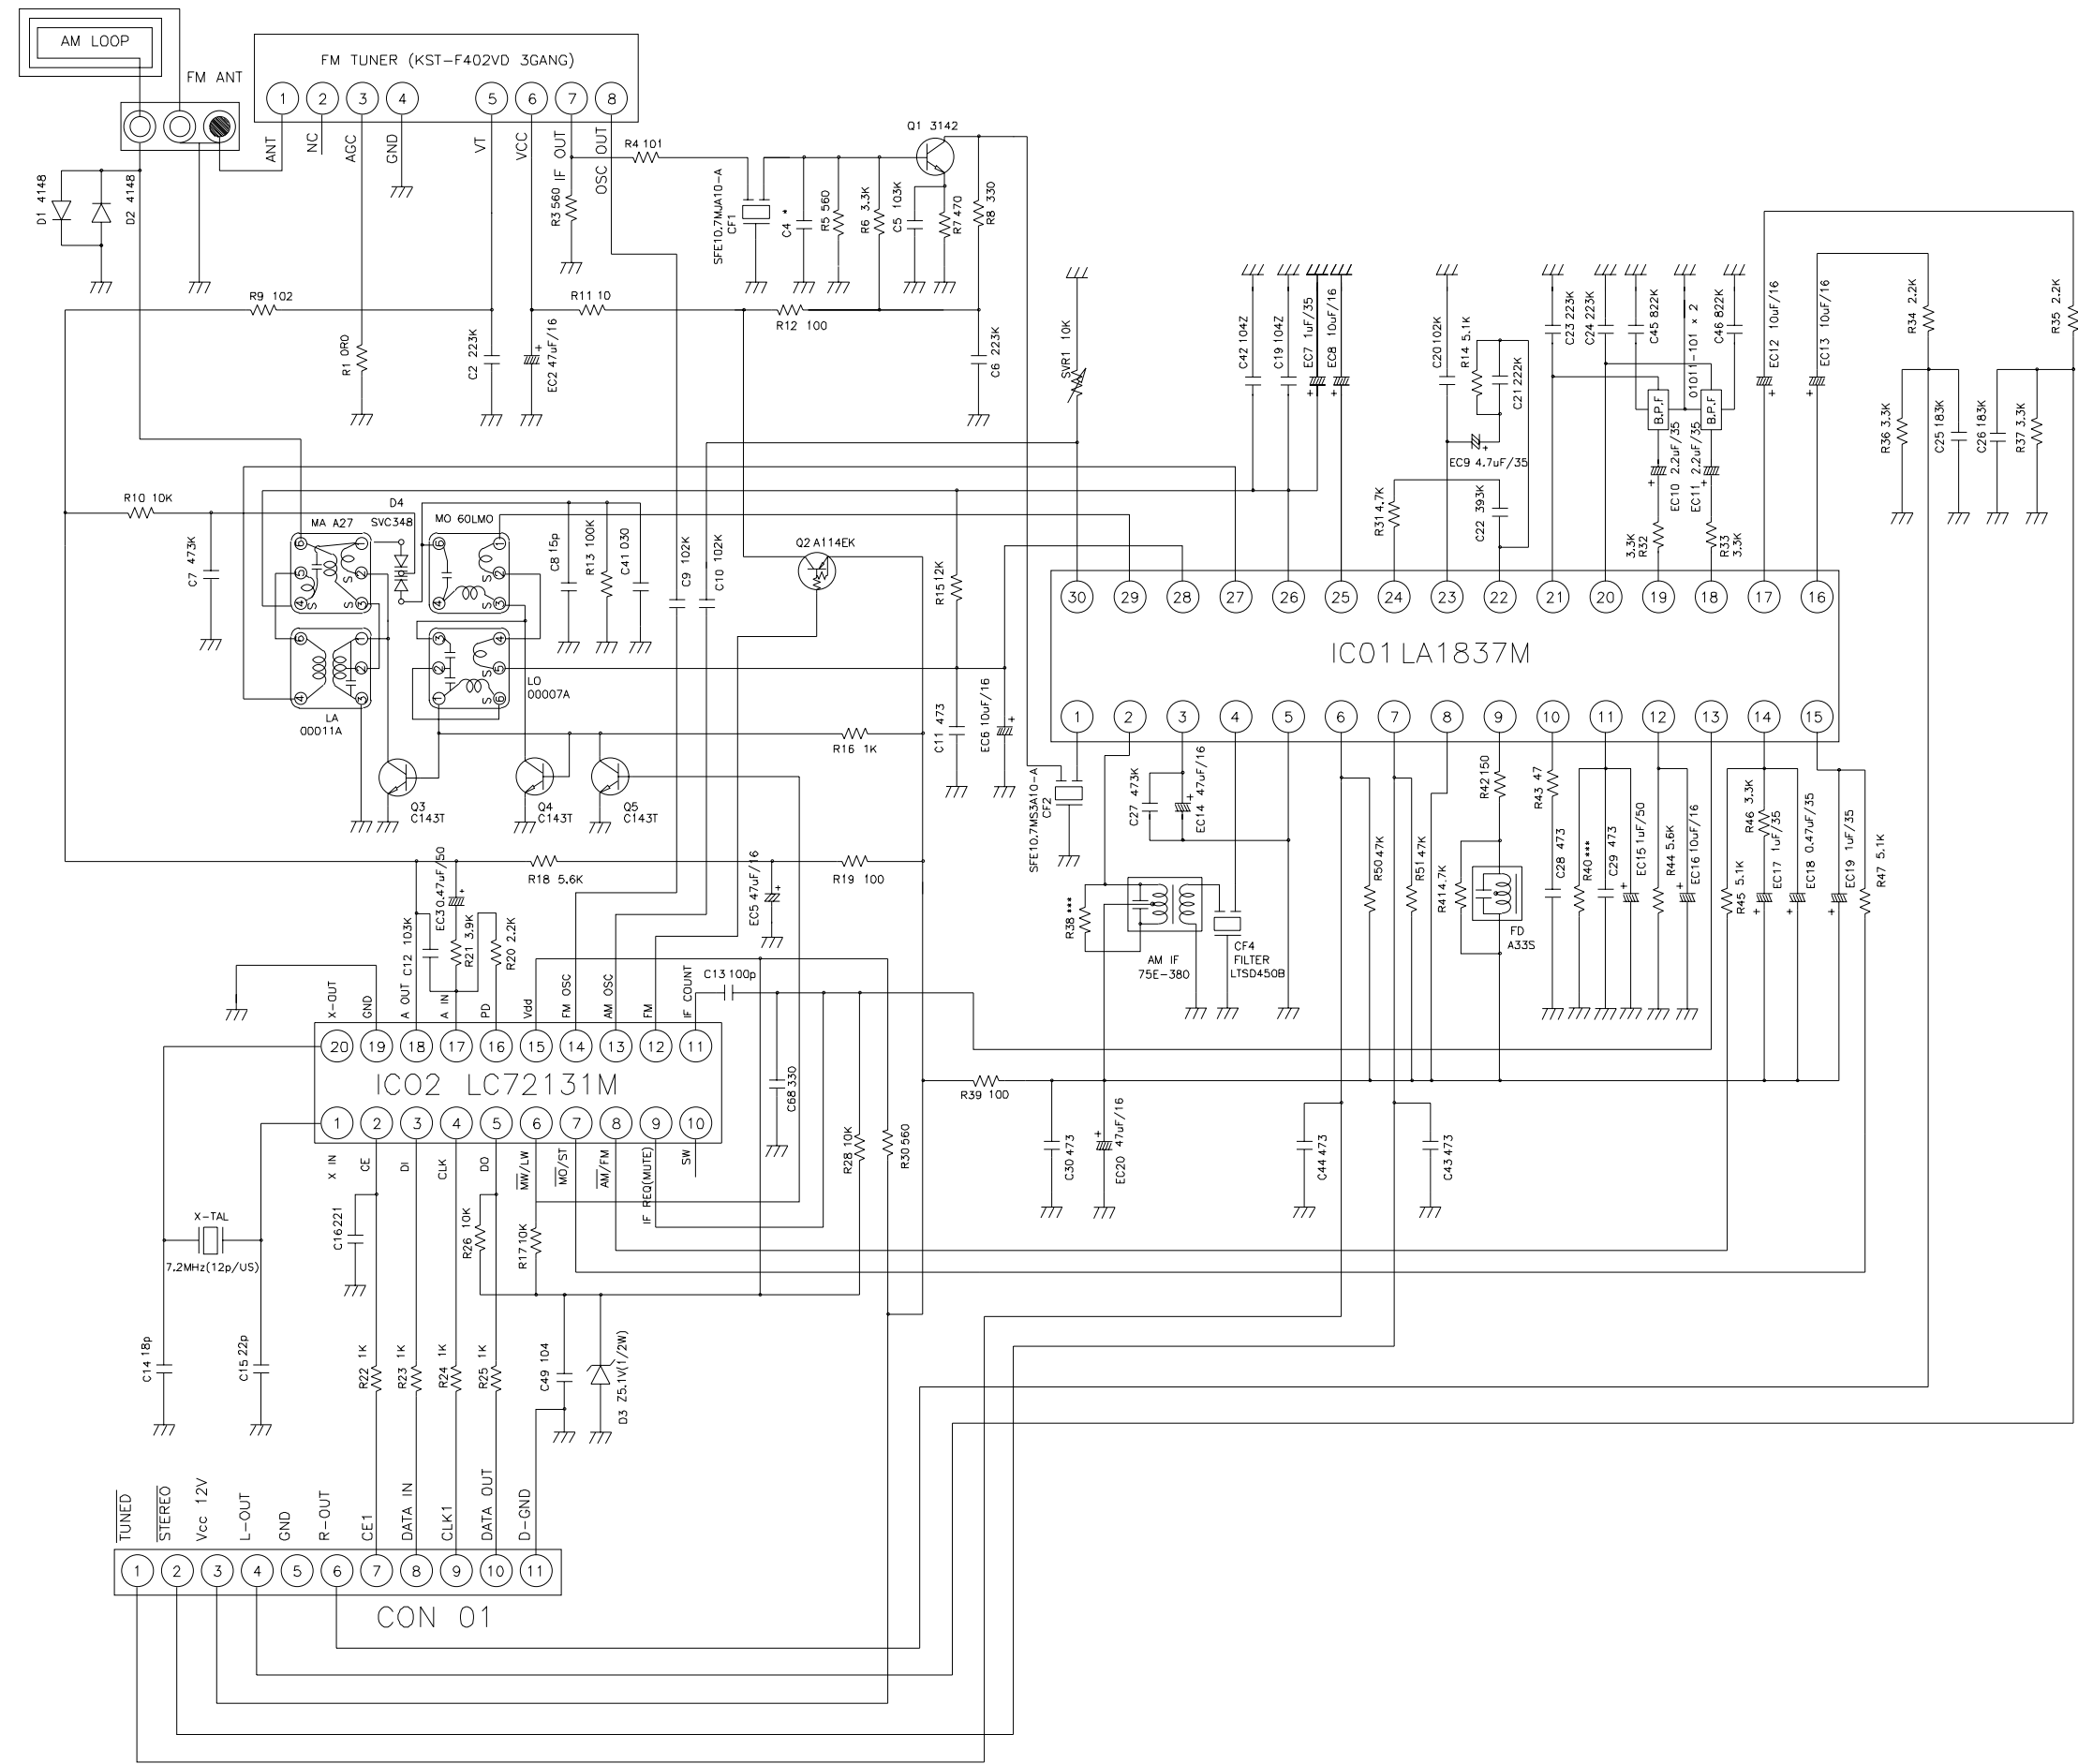 AM LOOP
FM ANT
FM TUNER (KST-F402VD 3GANG)
1 2 3 4 5 6 7 8
ANT
NC
AGC
GND
VT
VCC
IF OUT
OSC OUT
D1 4148
D2 4148
R3 560
R4 101
SFE10.7MJA10-A
CF1
C4 *
R5 560
R6 3.3K
C5 103K
Q1 3142
R7 470
R8 330
R9 102
R1 0R0
C2 223K
EC2 47uF/16
R11 10
R12 100
C6 223K
SVR1 10K
C42 104Z
C19 104Z
EC7 1uF/35
EC8 10uF/16
C20 102K
R14 5.1K
C21 222K
EC9 4.7uF/35
C23 223K
C24 223K
C45 822K
01011-101 × 2
C46 822K
B.P.F
B.P.F
EC10 2.2uF/35
EC11 2.2uF/35
EC12 10uF/16
EC13 10uF/16
R34 2.2K
R35 2.2K
R36 3.3K
C25 183K
C26 183K
R37 3.3K
R31 4.7K
C22 393K
3.3K
R32
R33
3.3K
R10 10K
C7 473K
MA A27
D4
SVC348
MO 60LMO
6 1 5 2 4 3 S S
6 1 2 4 3 S
6 1 2 4 3
3 4 2 5 1 6 S S
LA
00011A
LO
00007A
C8 15p
R13 100K
C41 030
C9 102K
C10 102K
Q2 A114EK
R15 12K
C11 473
EC6 10uF/16
R16 1K
Q3
C143T
Q4
C143T
Q5
C143T
30 29 28 27 26 25 24 23 22 21 20 19 18 17 16
IC01 LA1837M
1 2 3 4 5 6 7 8 9 10 11 12 13 14 15
SFE10.7MS3A10-A
CF2
C27 473K
EC14 47uF/16
R38 ***
AM IF
75E-380
CF4
FILTER
LTSD450B
R50 47K
R51 47K
R41 4.7K
R42 150
FD
A33S
R43 47
C28 473
R40 ***
C29 473
EC15 1uF/50
R44 5.6K
EC16 10uF/16
R45 5.1K
R46 3.3K
EC17 1uF/35
EC18 0.47uF/35
EC19 1uF/35
R47 5.1K
EC3 0.47uF/50
R18 5.6K
EC5 47uF/16
R19 100
C12 103K
R21 3.9K
R20 2.2K
C13 100p
X-OUT
GND
A OUT
A IN
PD
Vdd
FM OSC
AM OSC
FM
IF COUNT
20 19 18 17 16 15 14 13 12 11
IC02 LC72131M
1 2 3 4 5 6 7 8 9 10
X IN
CE
DI
CLK
DO
MW/LW
MO/ST
AM/FM
IF REQ(MUTE)
SW
C68 330
R28 10K
R30 560
R39 100
C30 473
EC20 47uF/16
C44 473
C43 473
X-TAL
7.2MHz(12p/US)
C16 221
R26 10K
R17 10K
C14 18p
C15 22p
R22 1K
R23 1K
R24 1K
R25 1K
C49 104
D3 Z5.1V(1/2W)
TUNED
STEREO
Vcc 12V
L-OUT
GND
R-OUT
CE1
DATA IN
CLK1
DATA OUT
D-GND
1 2 3 4 5 6 7 8 9 10 11
CON 01